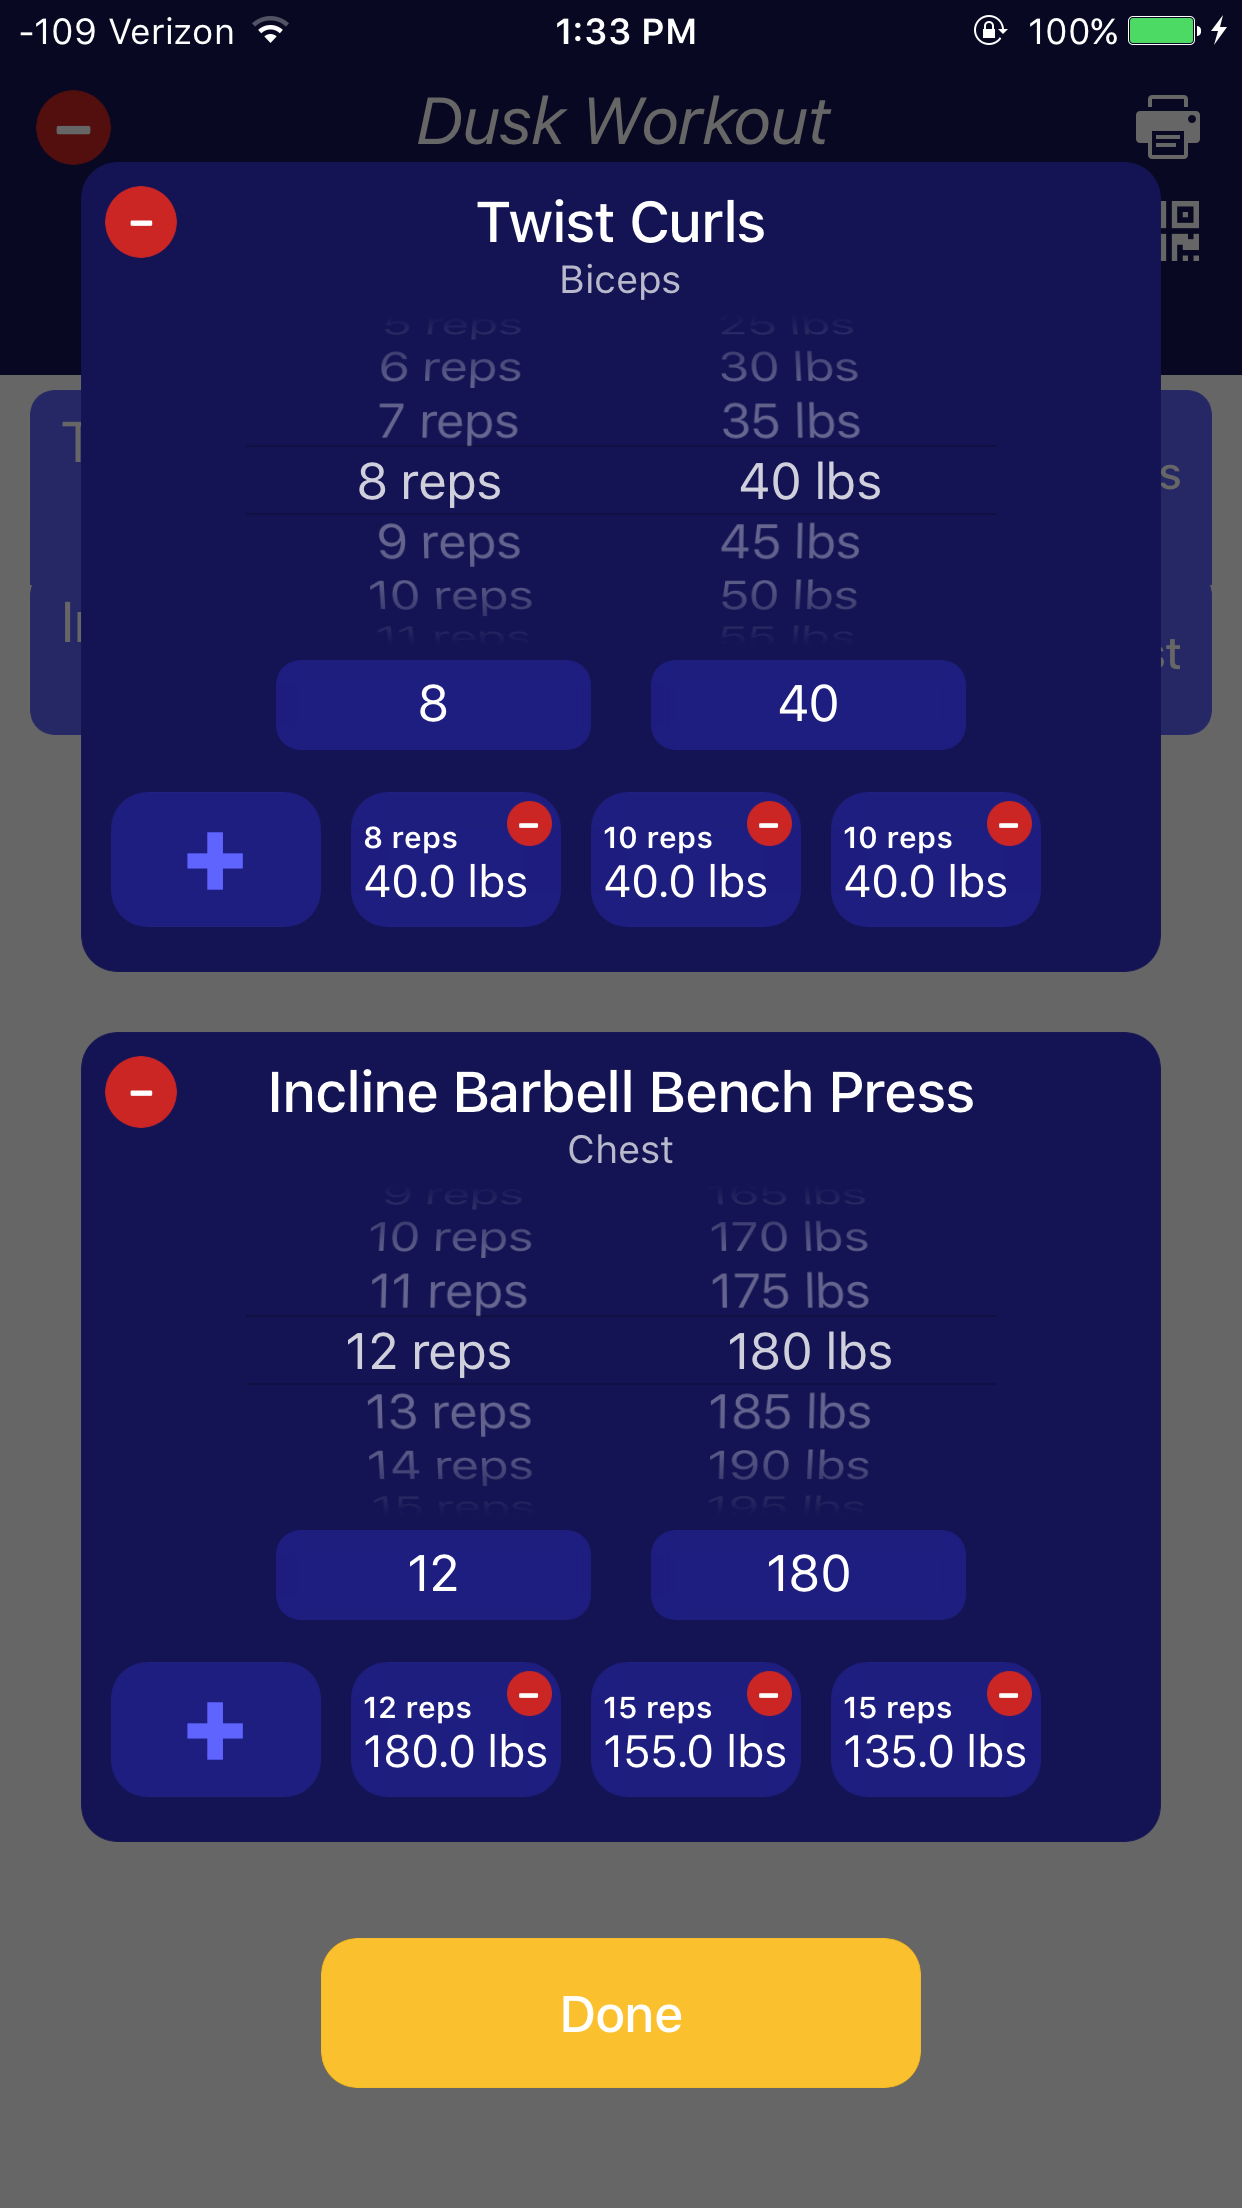 -109 Verizon 1:33 PM 100%
Dusk Workout
Twist Curls
Biceps
5 reps 25 lbs
6 reps 30 lbs
7 reps 35 lbs
8 reps 40 lbs
9 reps 45 lbs
10 reps 50 lbs
11 reps 55 lbs
8 40
8 reps 10 reps 10 reps
40.0 lbs 40.0 lbs 40.0 lbs
Incline Barbell Bench Press
Chest
9 reps 165 lbs
10 reps 170 lbs
11 reps 175 lbs
12 reps 180 lbs
13 reps 185 lbs
14 reps 190 lbs
15 reps 195 lbs
12 180
12 reps 15 reps 15 reps
180.0 lbs 155.0 lbs 135.0 lbs
Done